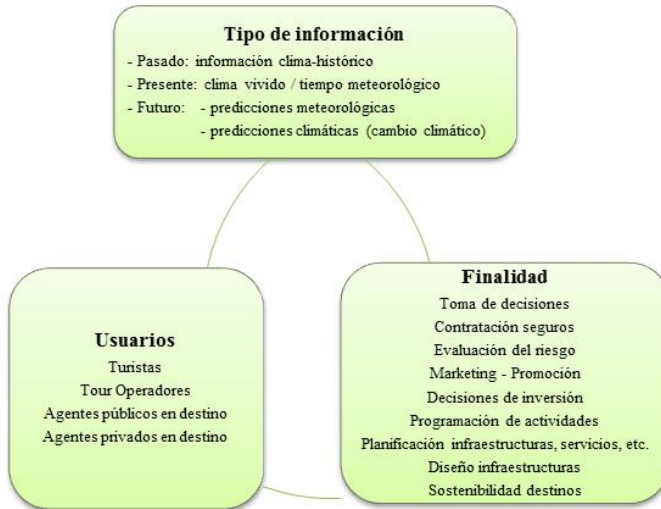 Tipo de información
- Pasado: información clima-histórico
- Presente: clima vivido / tiempo meteorológico
- Futuro: - predicciones meteorológicas
- predicciones climáticas (cambio climático)
Usuarios
Turistas
Tour Operadores
Agentes públicos en destino
Agentes privados en destino
Finalidad
Toma de decisiones
Contratación seguros
Evaluación del riesgo
Marketing - Promoción
Decisiones de inversión
Programación de actividades
Planificación infraestructuras, servicios, etc.
Diseño infraestructuras
Sostenibilidad destinos